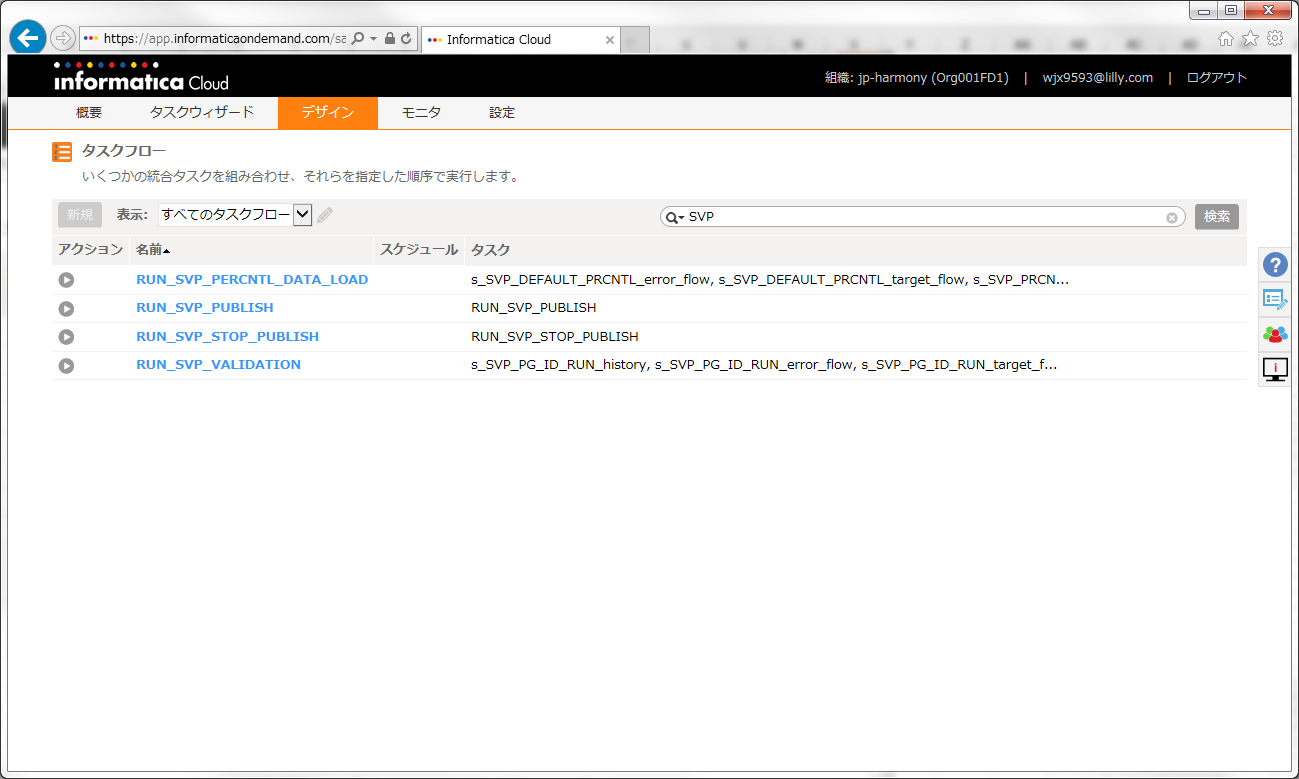 https://app.informaticaondemand.com/sa
Informatica Cloud
informatica Cloud
組織: jp-harmony (Org001FD1) | wjx9593@lilly.com | ログアウト
概要 タスクウィザード デザイン モニタ 設定
タスクフロー
いくつかの統合タスクを組み合わせ、それらを指定した順序で実行します。
新規 表示: すべてのタスクフロー SVP 検索
アクション 名前 スケジュール タスク
RUN_SVP_PERCNTL_DATA_LOAD s_SVP_DEFAULT_PRCNTL_error_flow, s_SVP_DEFAULT_PRCNTL_target_flow, s_SVP_PRCN...
RUN_SVP_PUBLISH RUN_SVP_PUBLISH
RUN_SVP_STOP_PUBLISH RUN_SVP_STOP_PUBLISH
RUN_SVP_VALIDATION s_SVP_PG_ID_RUN_history, s_SVP_PG_ID_RUN_error_flow, s_SVP_PG_ID_RUN_target_f...